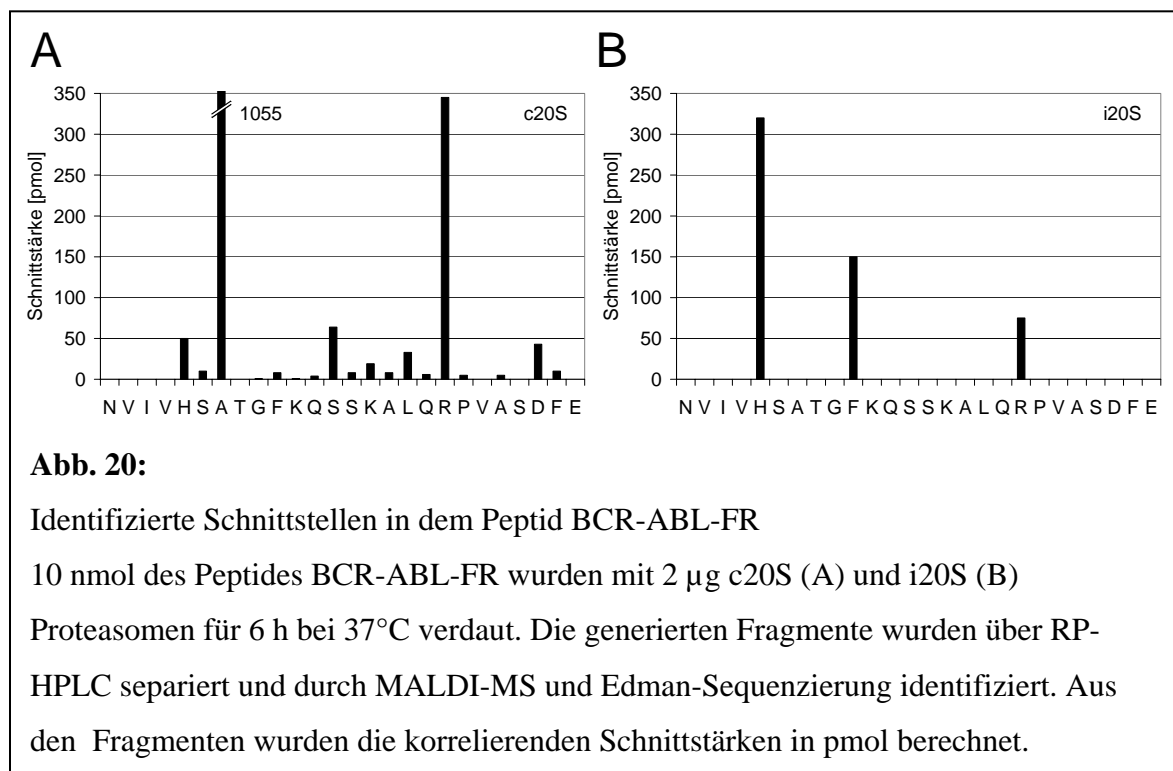 A
350
300
250
200
150
100
50
0
Schnittstärke [pmol]
1055
c20S
N V I V H S A T G F K Q S S K A L Q R P V A S D F E
B
350
300
250
200
150
100
50
0
Schnittstärke [pmol]
i20S
N V I V H S A T G F K Q S S K A L Q R P V A S D F E
Abb. 20:
Identifizierte Schnittstellen in dem Peptid BCR-ABL-FR
10 nmol des Peptides BCR-ABL-FR wurden mit 2 µg c20S (A) und i20S (B)
Proteasomen für 6 h bei 37°C verdaut. Die generierten Fragmente wurden über RP-
HPLC separiert und durch MALDI-MS und Edman-Sequenzierung identifiziert. Aus
den Fragmenten wurden die korrelierenden Schnittstärken in pmol berechnet.